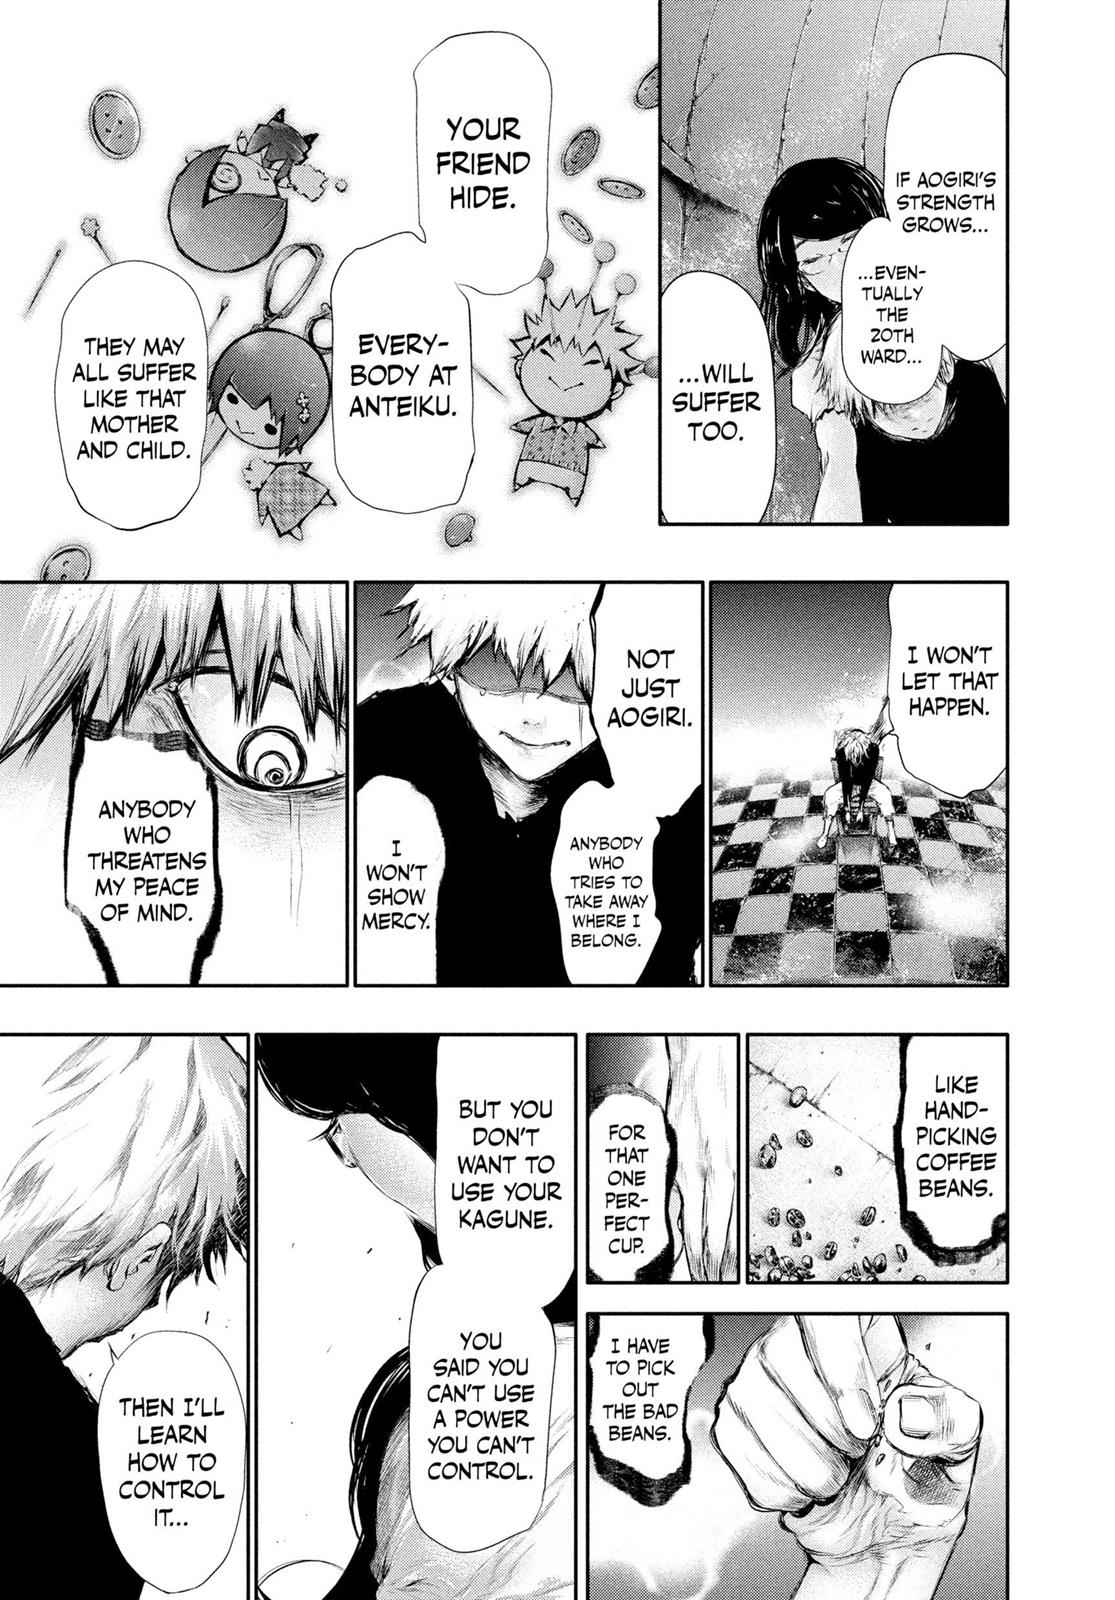 IF AOGIRI'S
STRENGTH
GROWS...
...EVEN-
TUALLY
THE
20TH
WARD...
...WILL
SUFFER
TOO.
YOUR
FRIEND
HIDE.
EVERY-
BODY AT
ANTEIKU.
THEY MAY
ALL SUFFER
LIKE THAT
MOTHER
AND CHILD.
I WON'T
LET THAT
HAPPEN.
NOT
JUST
AOGIRI.
ANYBODY
WHO
TRIES TO
TAKE AWAY
WHERE I
BELONG.
I
WON'T
SHOW
MERCY.
ANYBODY
WHO
THREATENS
MY PEACE
OF MIND.
LIKE
HAND-
PICKING
COFFEE
BEANS.
FOR
THAT
ONE
PER-
FECT
CUP.
I HAVE
TO PICK
OUT
THE BAD
BEANS.
BUT YOU
DON'T
WANT TO
USE YOUR
KAGUNE.
YOU
SAID YOU
CAN'T USE
A POWER
YOU CAN'T
CONTROL.
THEN I'LL
LEARN
HOW TO
CONTROL
IT...